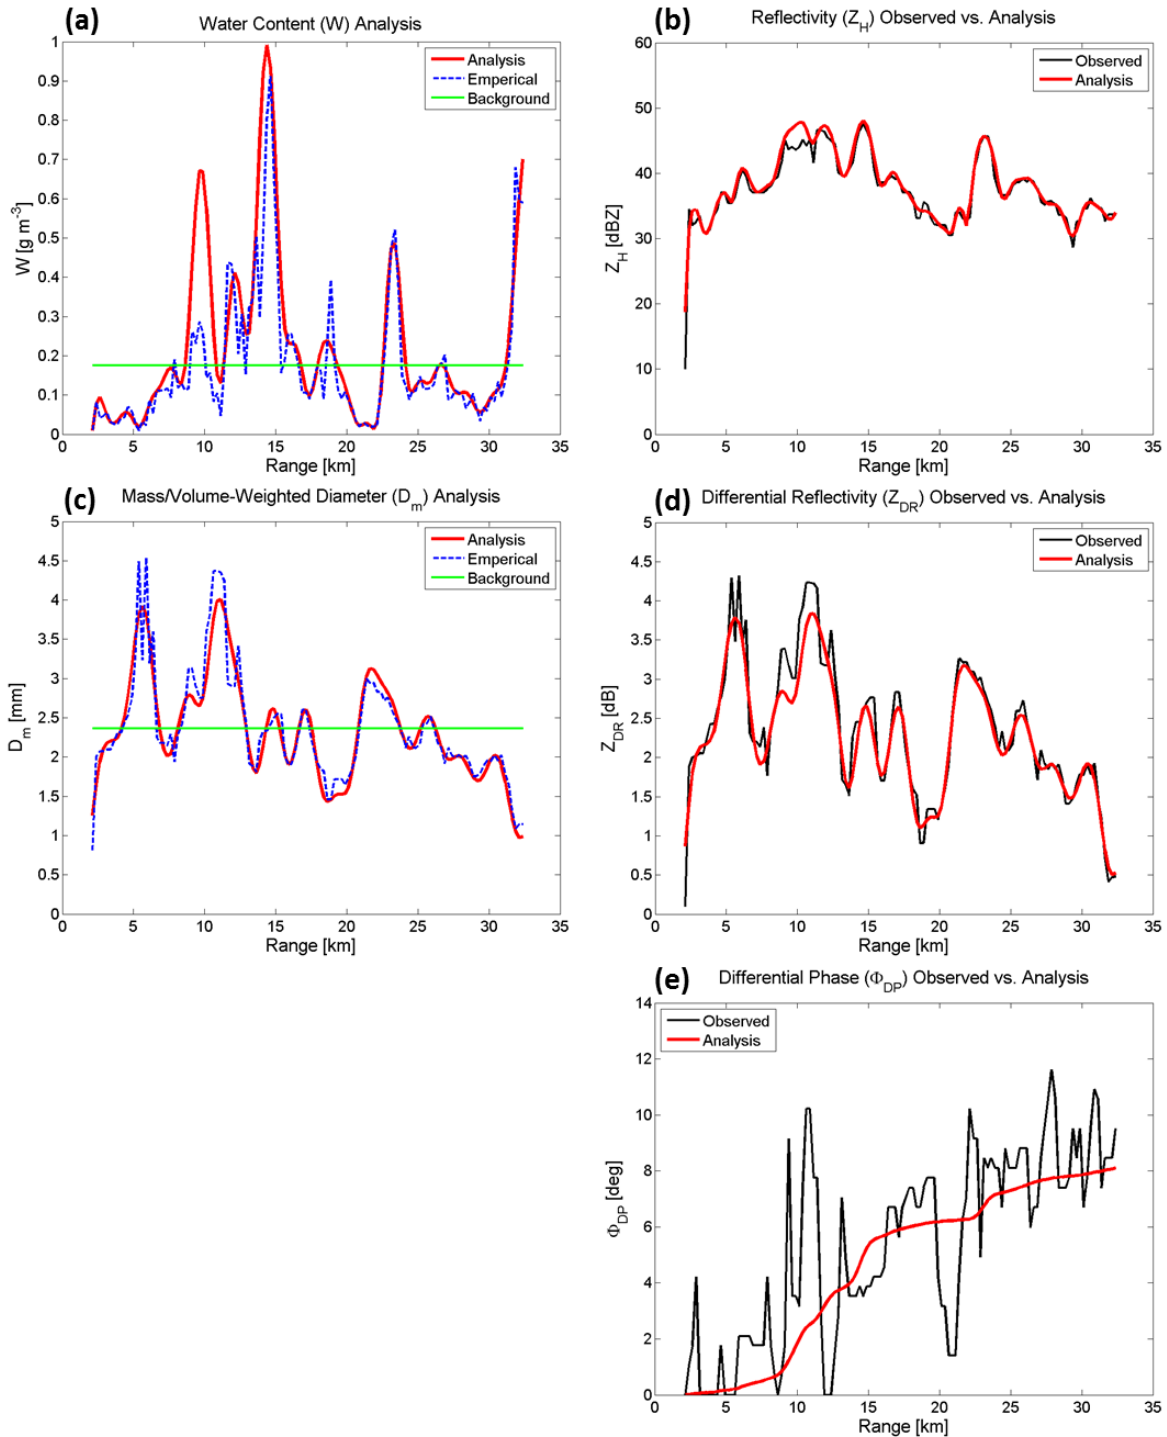 (a)
Water Content (W) Analysis
Analysis
Emperical
Background
W [g m-3]
1
0.9
0.8
0.7
0.6
0.5
0.4
0.3
0.2
0.1
0
0 5 10 15 20 25 30 35
Range [km]
(b)
Reflectivity (ZH) Observed vs. Analysis
Observed
Analysis
ZH [dBZ]
60
50
40
30
20
10
0
0 5 10 15 20 25 30 35
Range [km]
(c)
Mass/Volume-Weighted Diameter (Dm) Analysis
Analysis
Emperical
Background
Dm [mm]
5
4.5
4
3.5
3
2.5
2
1.5
1
0.5
0
0 5 10 15 20 25 30 35
Range [km]
(d)
Differential Reflectivity (ZDR) Observed vs. Analysis
Observed
Analysis
ZDR [dB]
5
4.5
4
3.5
3
2.5
2
1.5
1
0.5
0
0 5 10 15 20 25 30 35
Range [km]
(e)
Differential Phase (ΦDP) Observed vs. Analysis
Observed
Analysis
ΦDP [deg]
14
12
10
8
6
4
2
0
0 5 10 15 20 25 30 35
Range [km]